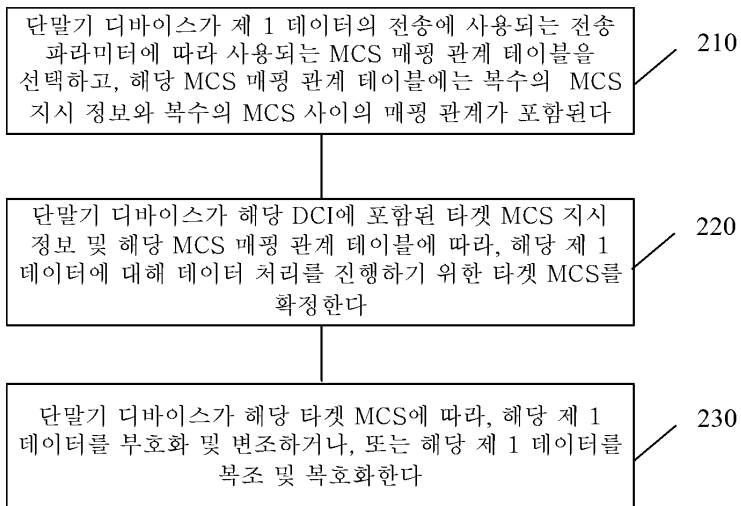 단말기 디바이스가 제 1 데이터의 전송에 사용되는 전송
파라미터에 따라 사용되는 MCS 매핑 관계 테이블을
선택하고, 해당 MCS 매핑 관계 테이블에는 복수의 MCS
지시 정보와 복수의 MCS 사이의 매핑 관계가 포함된다
210
단말기 디바이스가 해당 DCI에 포함된 타겟 MCS 지시
정보 및 해당 MCS 매핑 관계 테이블에 따라, 해당 제 1
데이터에 대해 데이터 처리를 진행하기 위한 타겟 MCS를
확정한다
220
단말기 디바이스가 해당 타겟 MCS에 따라, 해당 제 1
데이터를 부호화 및 변조하거나, 또는 해당 제 1 데이터를
복조 및 복호화한다
230